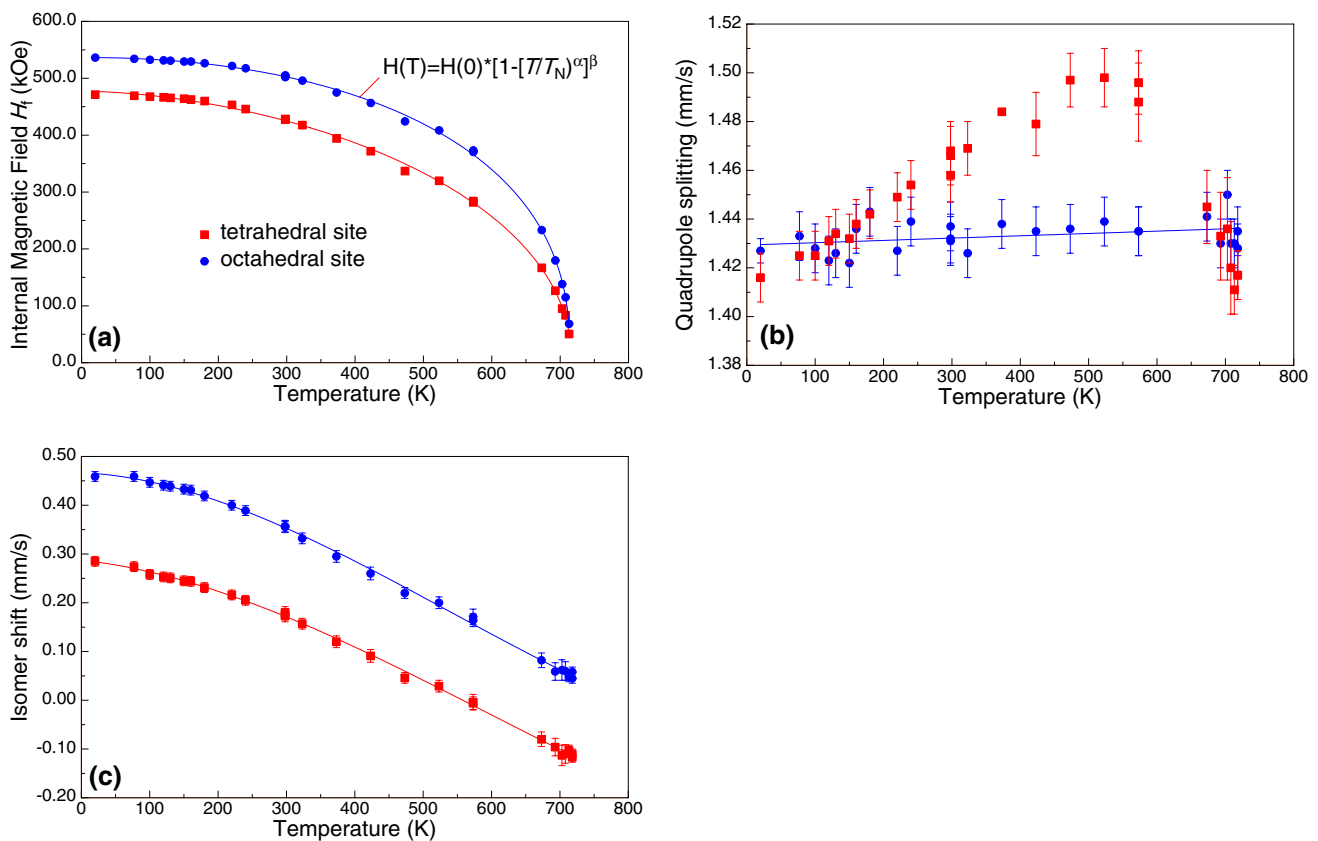 600.0
500.0
400.0
300.0
200.0
100.0
0.0
Internal Magnetic Field Hf (kOe)
H(T)=H(0)*[1-[T/TN)α]β
tetrahedral site
octahedral site
(a)
0 100 200 300 400 500 600 700 800
Temperature (K)
1.52
1.50
1.48
1.46
1.44
1.42
1.40
1.38
Quadrupole splitting (mm/s)
(b)
0 100 200 300 400 500 600 700 800
Temperature (K)
0.50
0.40
0.30
0.20
0.10
0.00
-0.10
-0.20
Isomer shift (mm/s)
(c)
0 100 200 300 400 500 600 700 800
Temperature (K)